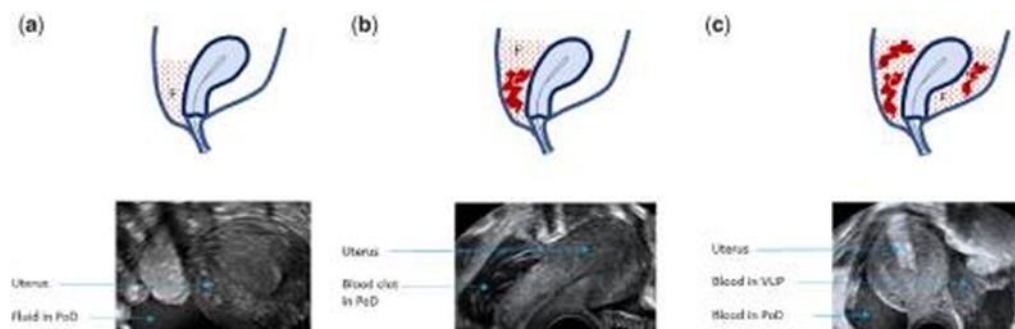 (a)
(b)
(c)
F
F
F
Uterus
Fluid in PoD
Uterus
Blood clot
in PoD
Uterus
Blood in VUP
Blood in PoD